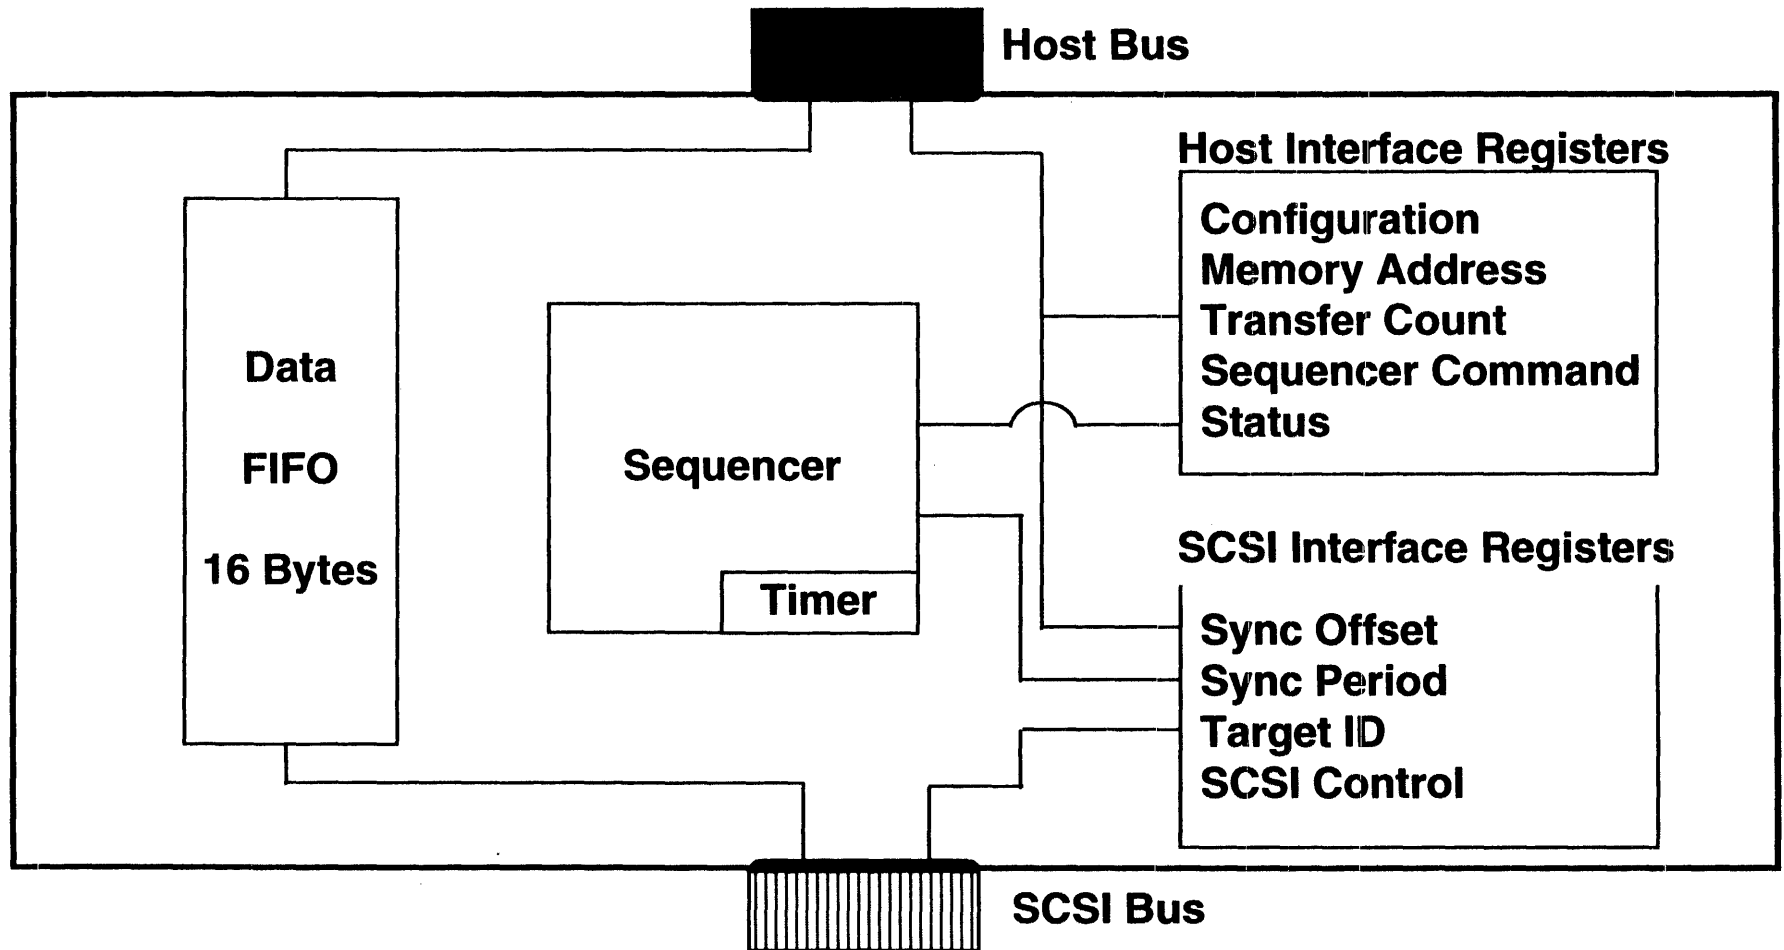 Host Bus
Host Interface Registers
Configuration
Memory Address
Transfer Count
Sequencer Command
Status
Data
FIFO
16 Bytes
Sequencer
Timer
SCSI Interface Registers
Sync Offset
Sync Period
Target ID
SCSI Control
SCSI Bus